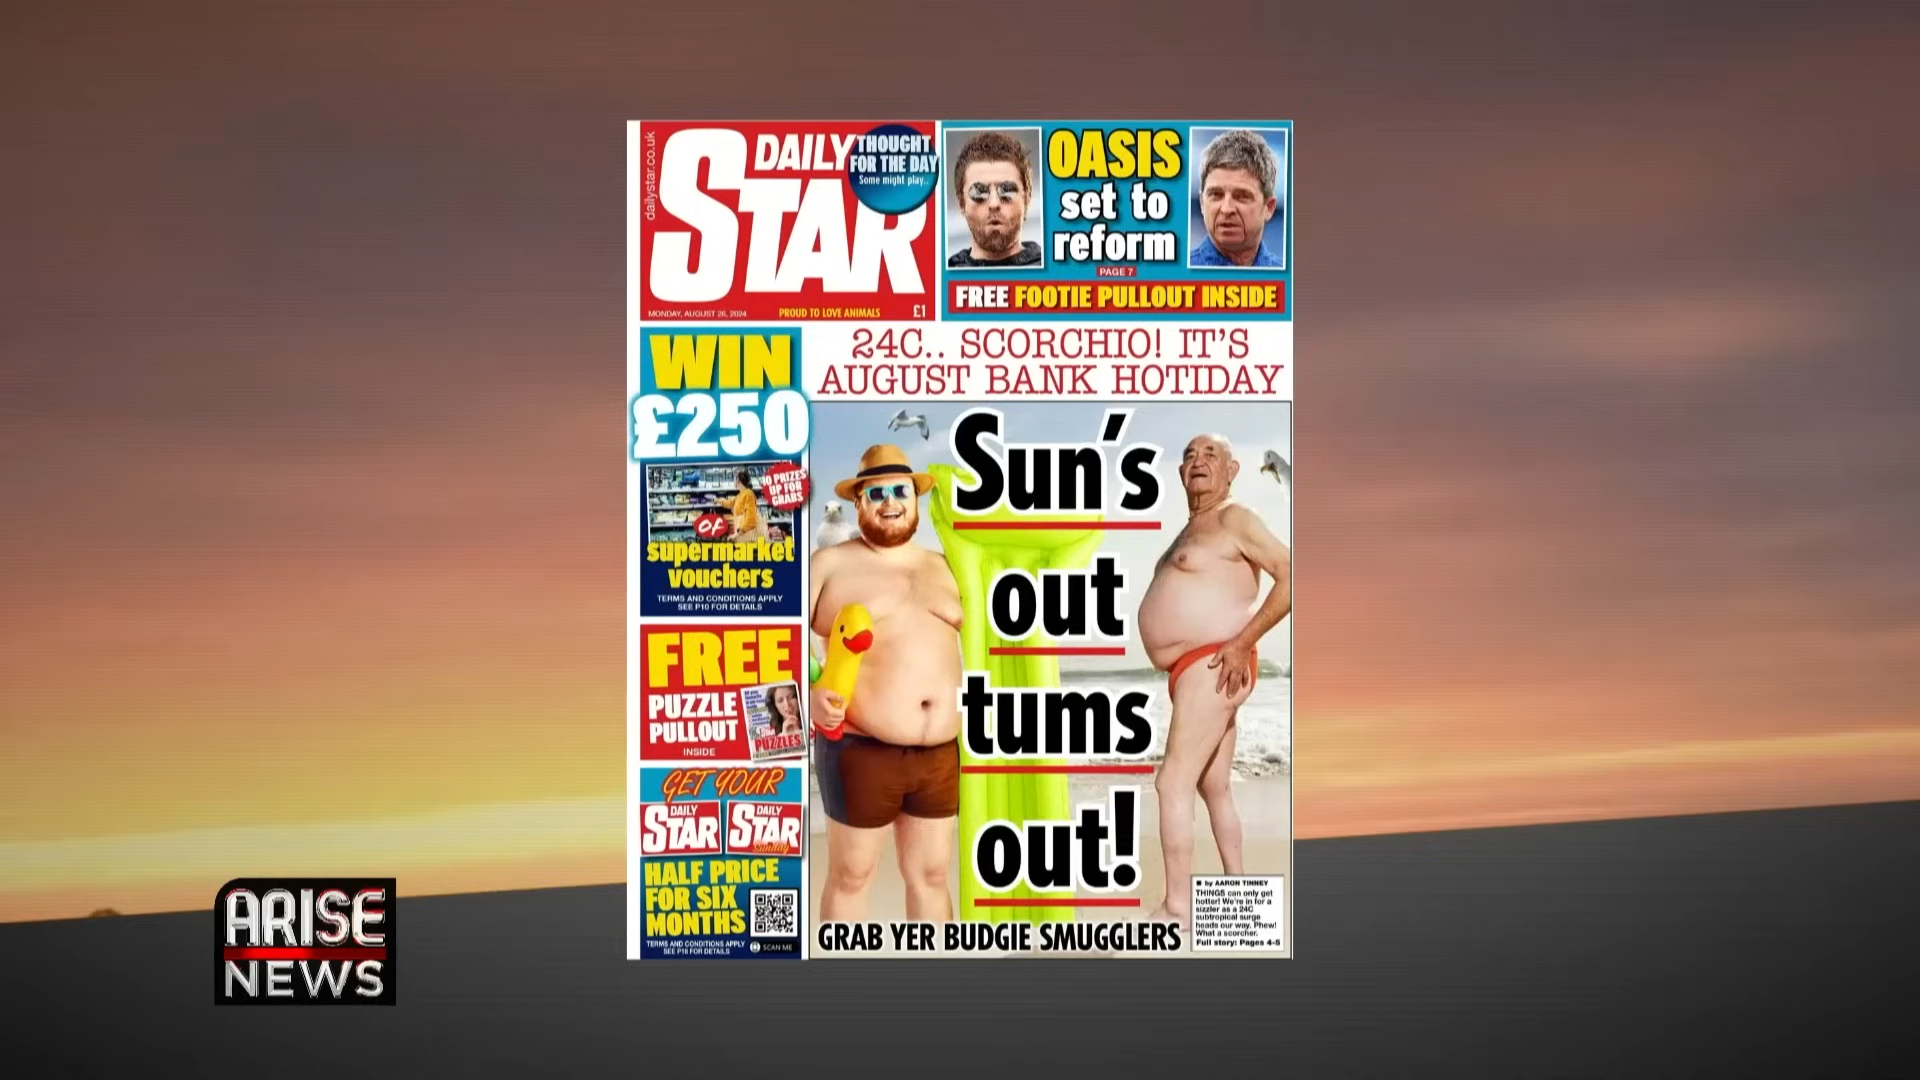 dailystar.co.uk
DAILY
STAR
THOUGHT
FOR THE DAY
Some might play..
MONDAY, AUGUST 26, 2024
PROUD TO LOVE ANIMALS
£1
OASIS
set to
reform
PAGE 7
FREE FOOTIE PULLOUT INSIDE
WIN
£250
10 PRIZES
UP FOR
GRABS
of
supermarket
vouchers
TERMS AND CONDITIONS APPLY
SEE P10 FOR DETAILS
FREE
PUZZLE
PULLOUT
INSIDE
PUZZLES
GET YOUR
DAILY
STAR
DAILY
STAR
Sunday
HALF PRICE
FOR SIX
MONTHS
TERMS AND CONDITIONS APPLY
SEE P18 FOR DETAILS
SCAN ME
24C.. SCORCHIO! IT'S
AUGUST BANK HOTIDAY
Sun's
out
tums
out!
GRAB YER BUDGIE SMUGGLERS
by AARON TINNEY
THINGS can only get
hotter! We're in for a
sizzler as a 24C
subtropical surge
heads our way. Phew!
What a scorcher.
Full story: Pages 4-5
ARISE
NEWS